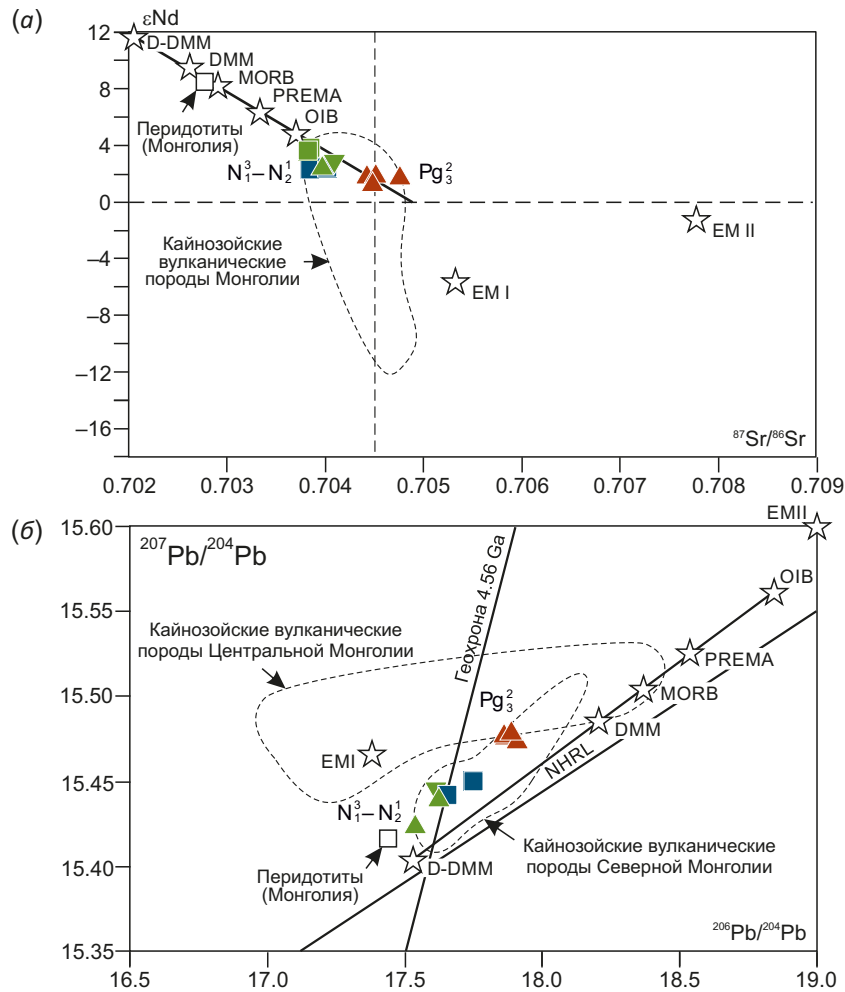 (а)
εNd
12
8
4
0
–4
–8
–12
–16
D-DMM
DMM
MORB
PREMA
OIB
Перидотиты
(Монголия)
N₁³–N₂¹
Pg₃²
Кайнозойские
вулканические
породы Монголии
EM II
EM I
⁸⁷Sr/⁸⁶Sr
0.702 0.703 0.704 0.705 0.706 0.707 0.708 0.709
(б)
²⁰⁷Pb/²⁰⁴Pb
15.60
15.55
15.50
15.45
15.40
15.35
EMII
OIB
PREMA
MORB
DMM
NHRL
Геохрона 4.56 Ga
Кайнозойские вулканические
породы Центральной Монголии
Pg₃²
EMI
N₁³–N₂¹
Перидотиты
(Монголия)
D-DMM
Кайнозойские вулканические
породы Северной Монголии
²⁰⁶Pb/²⁰⁴Pb
16.5 17.0 17.5 18.0 18.5 19.0